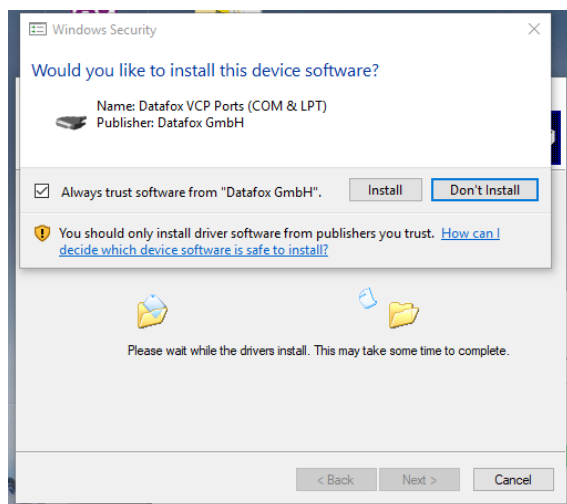 Windows Security
Would you like to install this device software?
Name: Datafox VCP Ports (COM & LPT)
Publisher: Datafox GmbH
Always trust software from "Datafox GmbH".
Install
Don't Install
You should only install driver software from publishers you trust. How can I
decide which device software is safe to install?
Please wait while the drivers install. This may take some time to complete.
< Back
Next >
Cancel